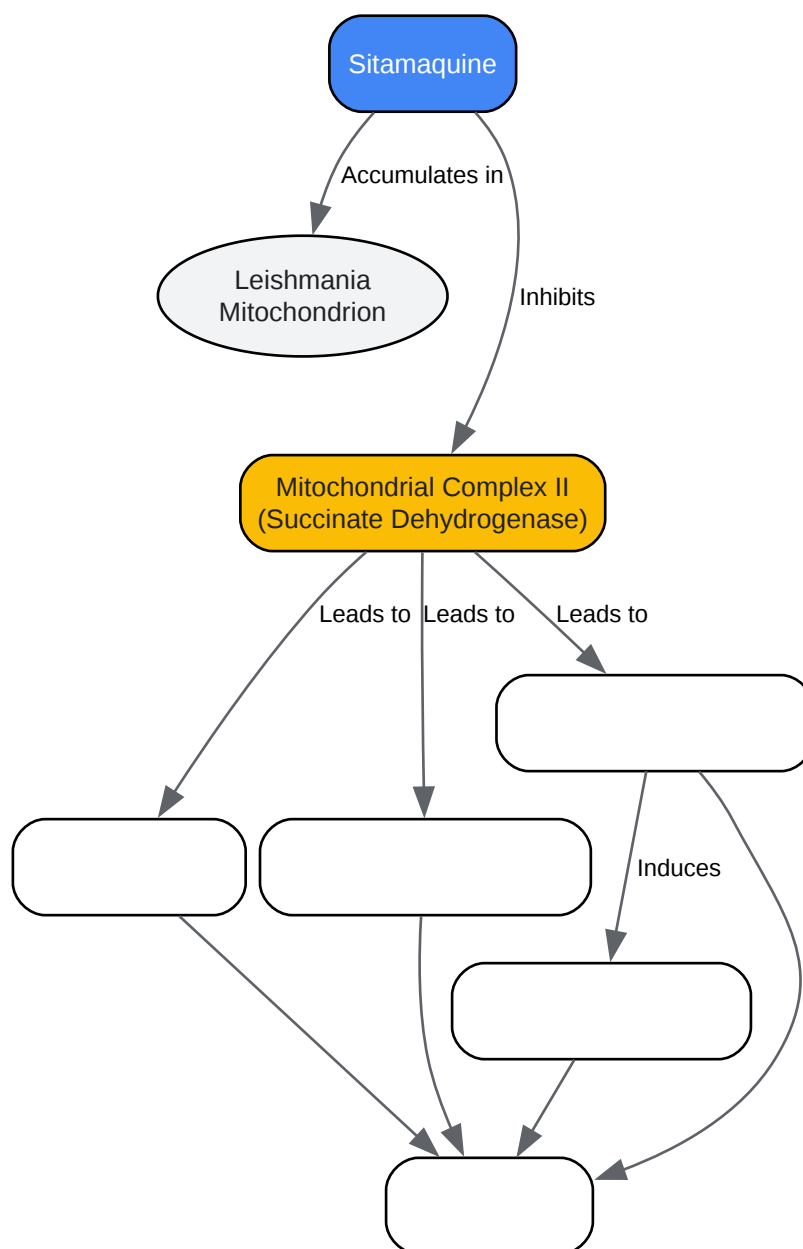 Sitamaquine
Accumulates in
Leishmania
Mitochondrion
Inhibits
Mitochondrial Complex II
(Succinate Dehydrogenase)
Leads to
Leads to
Leads to
Induces